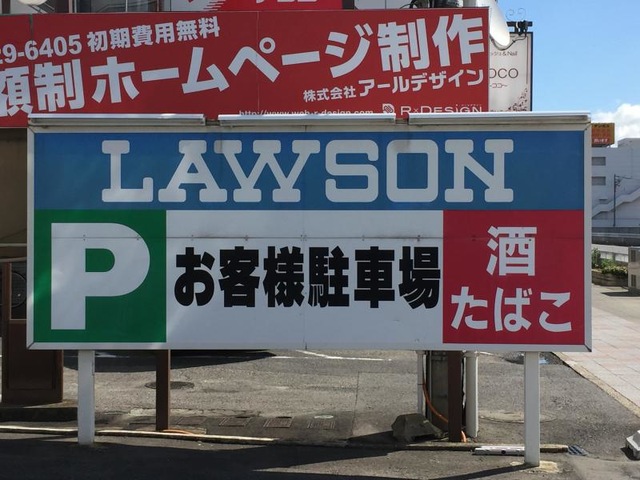 29-6405 初期費用無料
額制 ホームページ制作
株式会社 アールデザイン
R×DESiGN
OCO
LAWSON
P
お客様駐車場
酒
たばこ